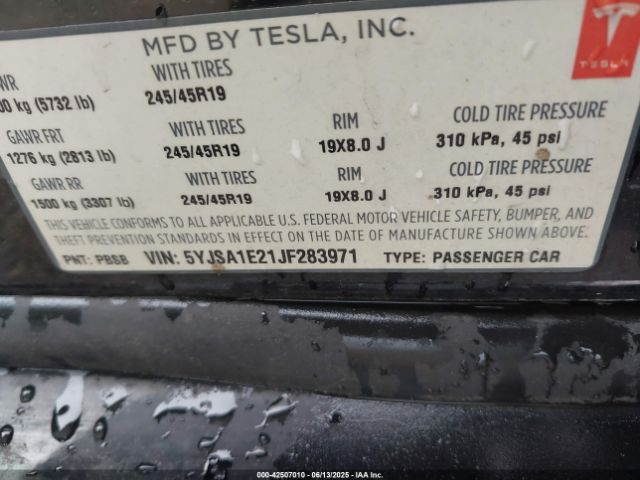 MFD BY TESLA, INC.
TESLA
WITH TIRES
(5732 lb) 245/45R19
GAWR FRT WITH TIRES RIM COLD TIRE PRESSURE
1276 kg (2813 lb) 245/45R19 19X8.0 J 310 kPa, 45 psi
GAWR RR WITH TIRES RIM COLD TIRE PRESSURE
1500 kg (3307 lb) 245/45R19 19X8.0 J 310 kPa, 45 psi
THIS VEHICLE CONFORMS TO ALL APPLICABLE U.S. FEDERAL MOTOR VEHICLE SAFETY, BUMPER, AND
THEFT PREVENTION STANDARDS IN EFFECT ON THE DATE OF MANUFACTURE SHOWN ABOVE.
PNT: PBSB VIN: 5YJSA1E21JF283971 TYPE: PASSENGER CAR
000-42507010 - 06/13/2025 - IAA Inc.